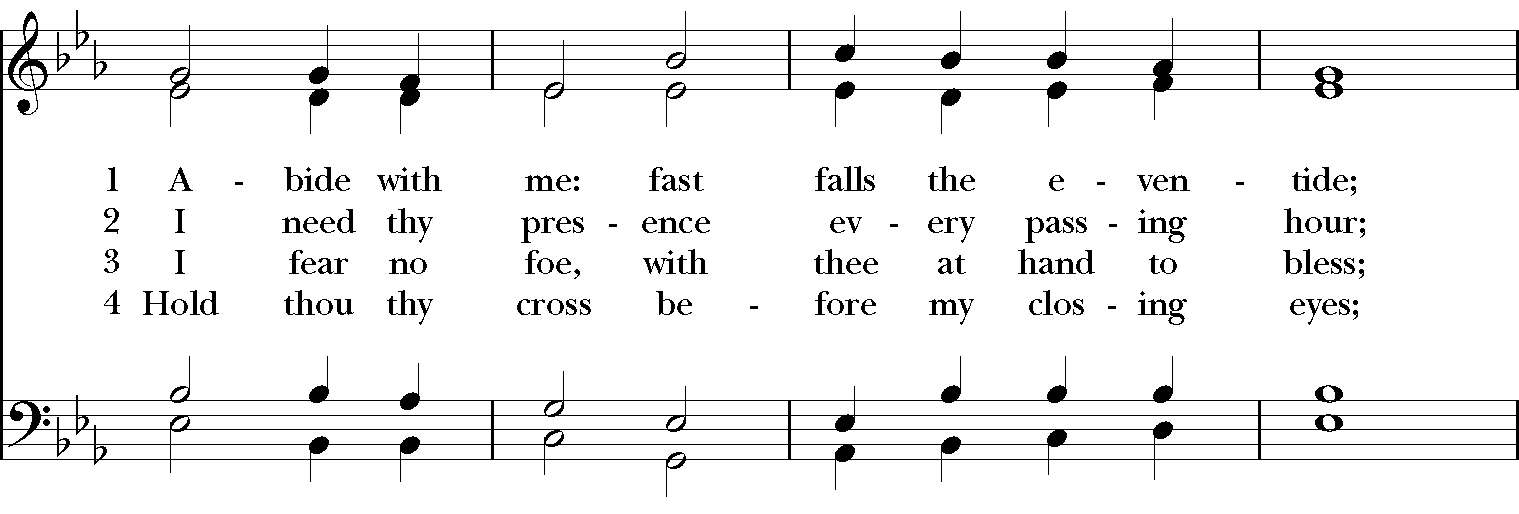 1 A - bide with me: fast falls the e - ven - tide;
2 I need thy pres - ence ev - ery pass - ing hour;
3 I fear no foe, with thee at hand to bless;
4 Hold thou thy cross be - fore my clos - ing eyes;